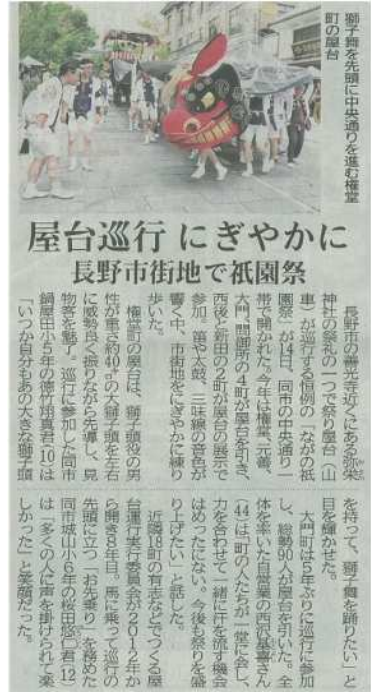 獅子舞を先頭に中央通りを進む権堂
町の屋台
屋台巡行 にぎやかに
長野市街地で祇園祭
長野市の善光寺近くにある弥栄
神社の祭礼の一つで祭り屋台(山
車)が巡行する恒例の「ながの祇
園祭」が14日、同市の中央通り一
帯で開かれた。今年は権堂、元善、
大門、問御所の4町が屋台を引き、
西後と新田の2町が屋台の展示で
参加。笛や太鼓、三味線の音色が
響く中、市街地をにぎやかに練り
歩いた。
権堂町の屋台は、獅子頭役の男
性が重さ約40㌔の大獅子頭を左右
に威勢良く振りながら先導し、見
物客を魅了。巡行に参加した同市
鍋屋田小5年の徳竹翔真君(10)は
「いつか自分もあの大きな獅子頭
を持って、獅子舞を踊りたい」と
目を輝かせた。
大門町は5年ぶりに巡行に参加
し、総勢90人が屋台を引いた。全
体を率いた自営業の西沢基喜さん
(44)は「町の人たちが一堂に会し、
力を合わせて一緒に汗を流す機会
はめったにない。今後も祭りを盛
り上げたい」と話した。
近隣18町の有志などでつくる屋
台運行実行委員会が2012年か
ら開き8年目。馬に乗って巡行の
先頭に立つ「お先乗り」を務めた
同市城山小6年の桜田 君(12)
は「多くの人に声を掛けられて楽
しかった」と笑顔だった。